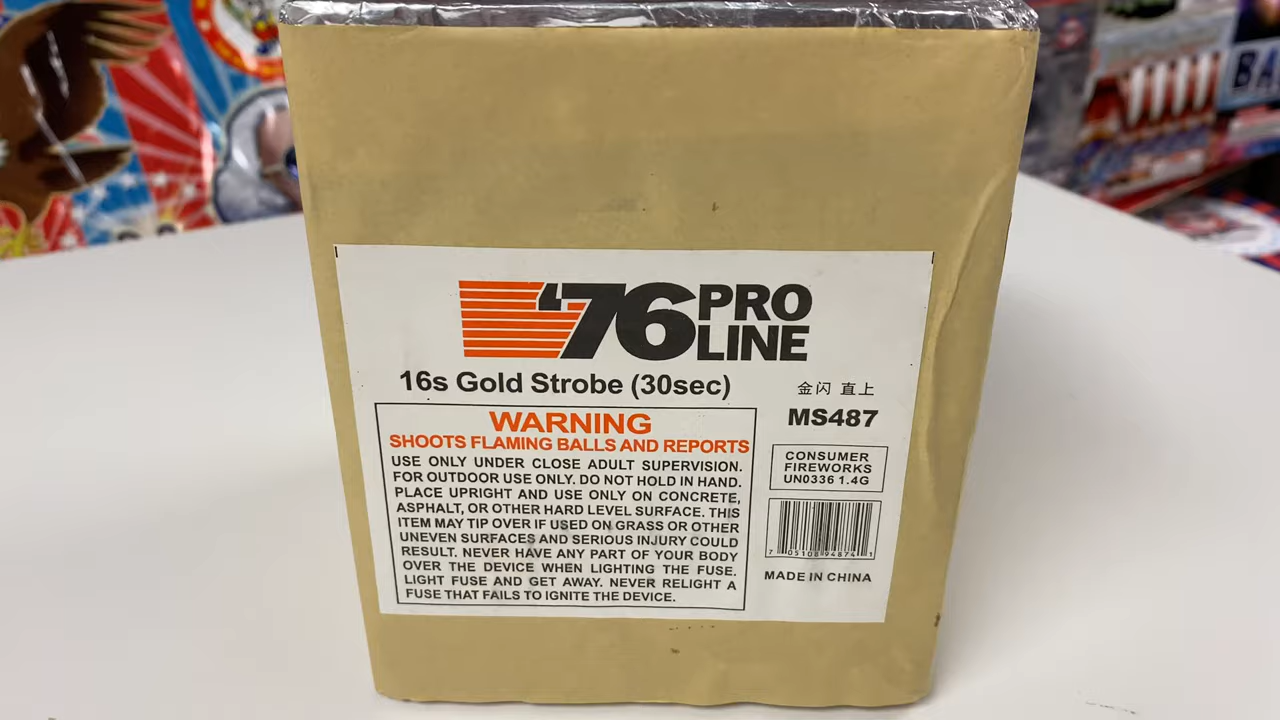 '76 PRO
LINE
16s Gold Strobe (30sec)
金闪 直上
MS487
WARNING
SHOOTS FLAMING BALLS AND REPORTS
USE ONLY UNDER CLOSE ADULT SUPERVISION.
FOR OUTDOOR USE ONLY. DO NOT HOLD IN HAND.
PLACE UPRIGHT AND USE ONLY ON CONCRETE,
ASPHALT, OR OTHER HARD LEVEL SURFACE. THIS
ITEM MAY TIP OVER IF USED ON GRASS OR OTHER
UNEVEN SURFACES AND SERIOUS INJURY COULD
RESULT. NEVER HAVE ANY PART OF YOUR BODY
OVER THE DEVICE WHEN LIGHTING THE FUSE.
LIGHT FUSE AND GET AWAY. NEVER RELIGHT A
FUSE THAT FAILS TO IGNITE THE DEVICE.
CONSUMER
FIREWORKS
UN0336 1.4G
7 05108 94874 1
MADE IN CHINA
BA